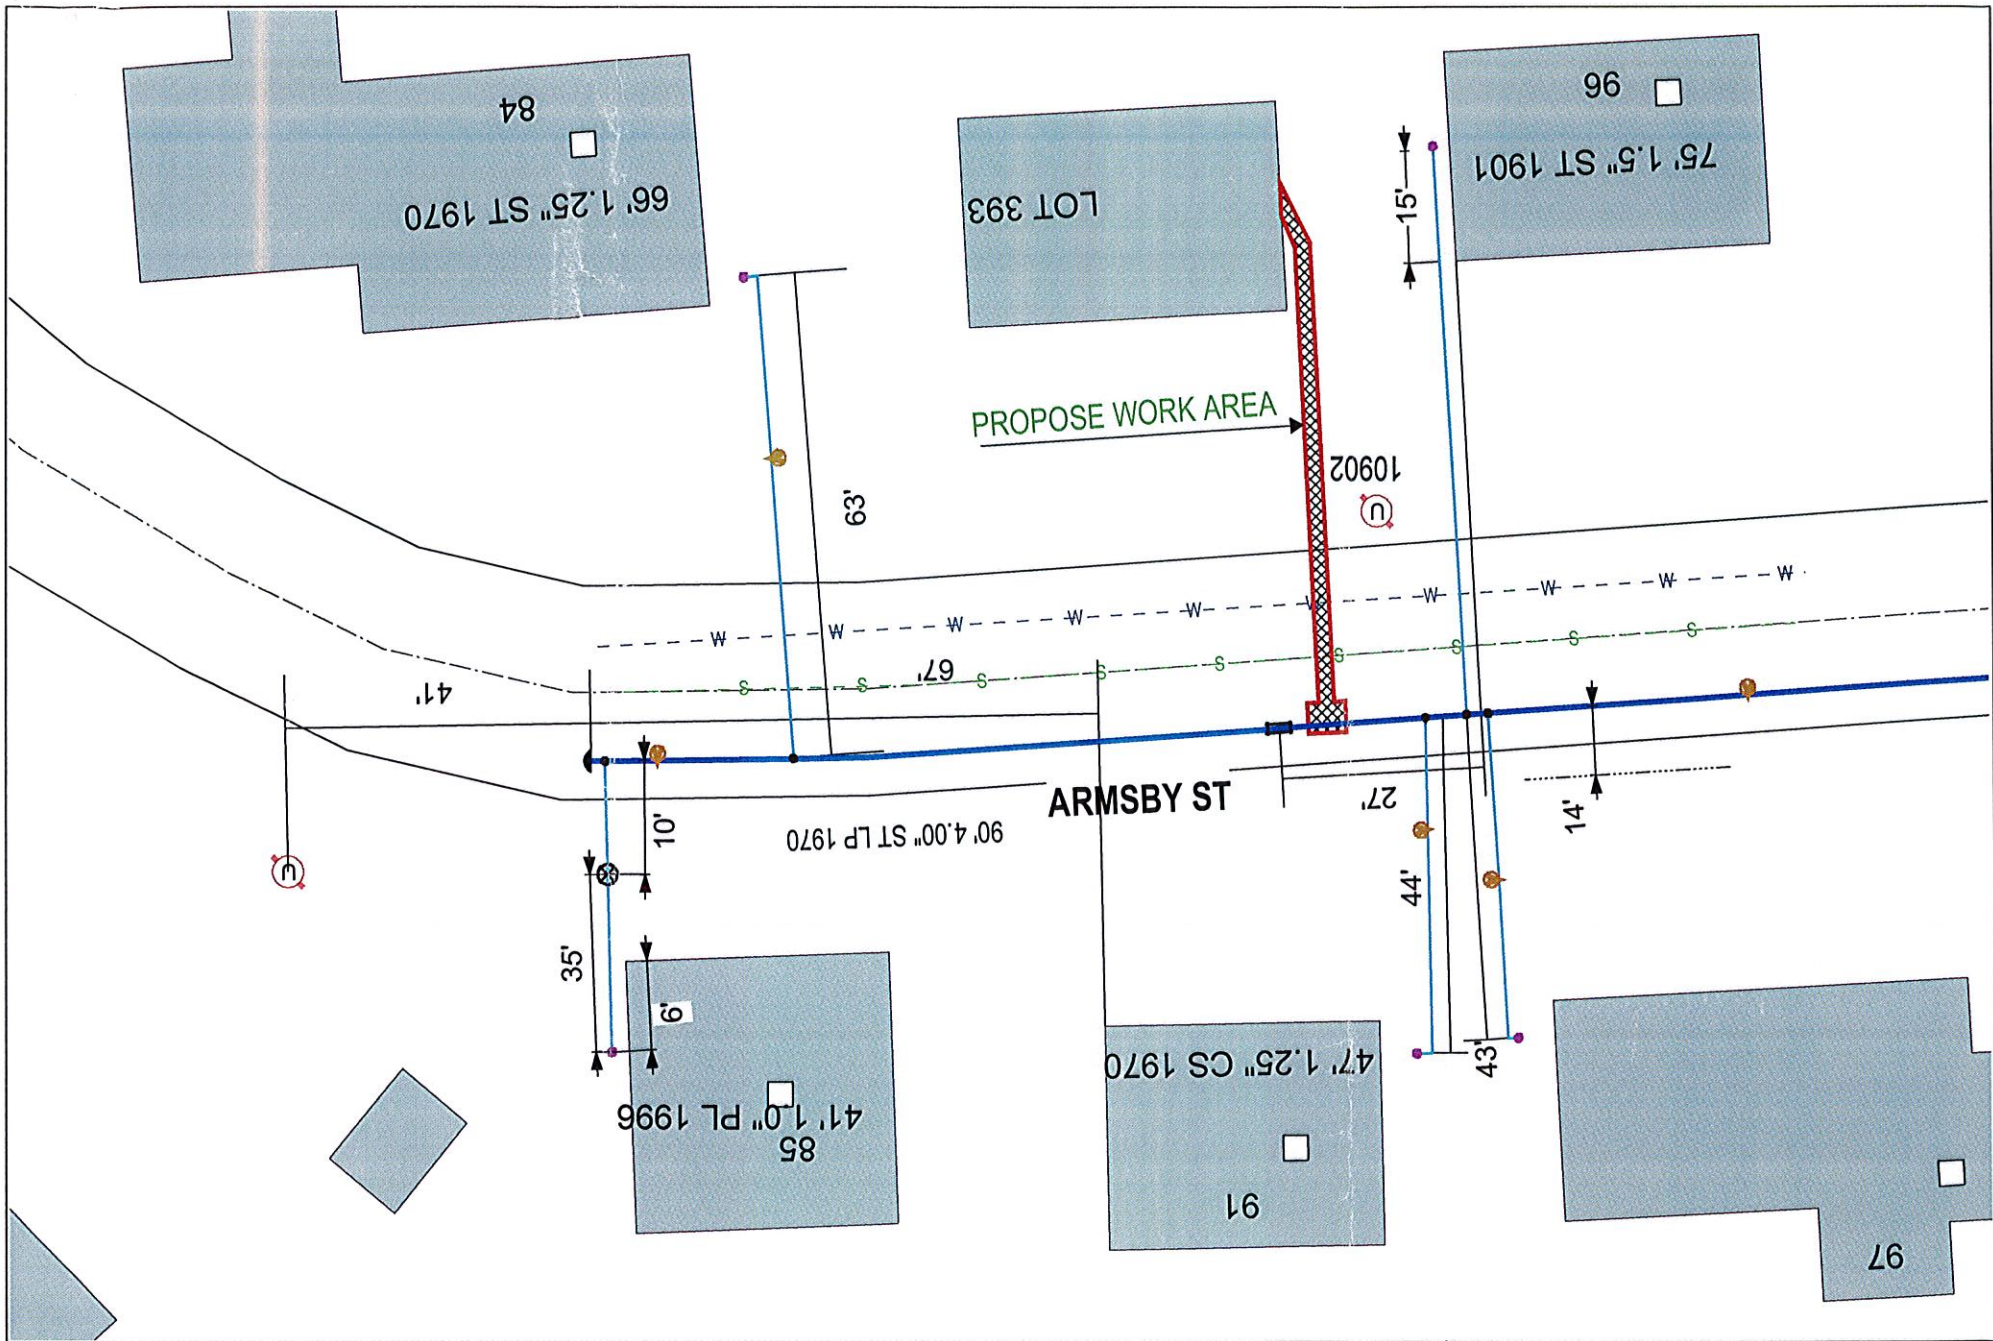 84
66' 1.25" ST 1970
LOT 393
96
75' 1.5" ST 1901
15'
PROPOSE WORK AREA
10902
U
63'
W W W W W W W W W
S S S S S S S S S
67'
41'
U
10'
90' 4.00" ST LP 1970
ARMSBY ST
27'
14'
35'
6'
44'
43'
41' 1.0" PL 1996
85
47' 1.25" CS 1970
91
97